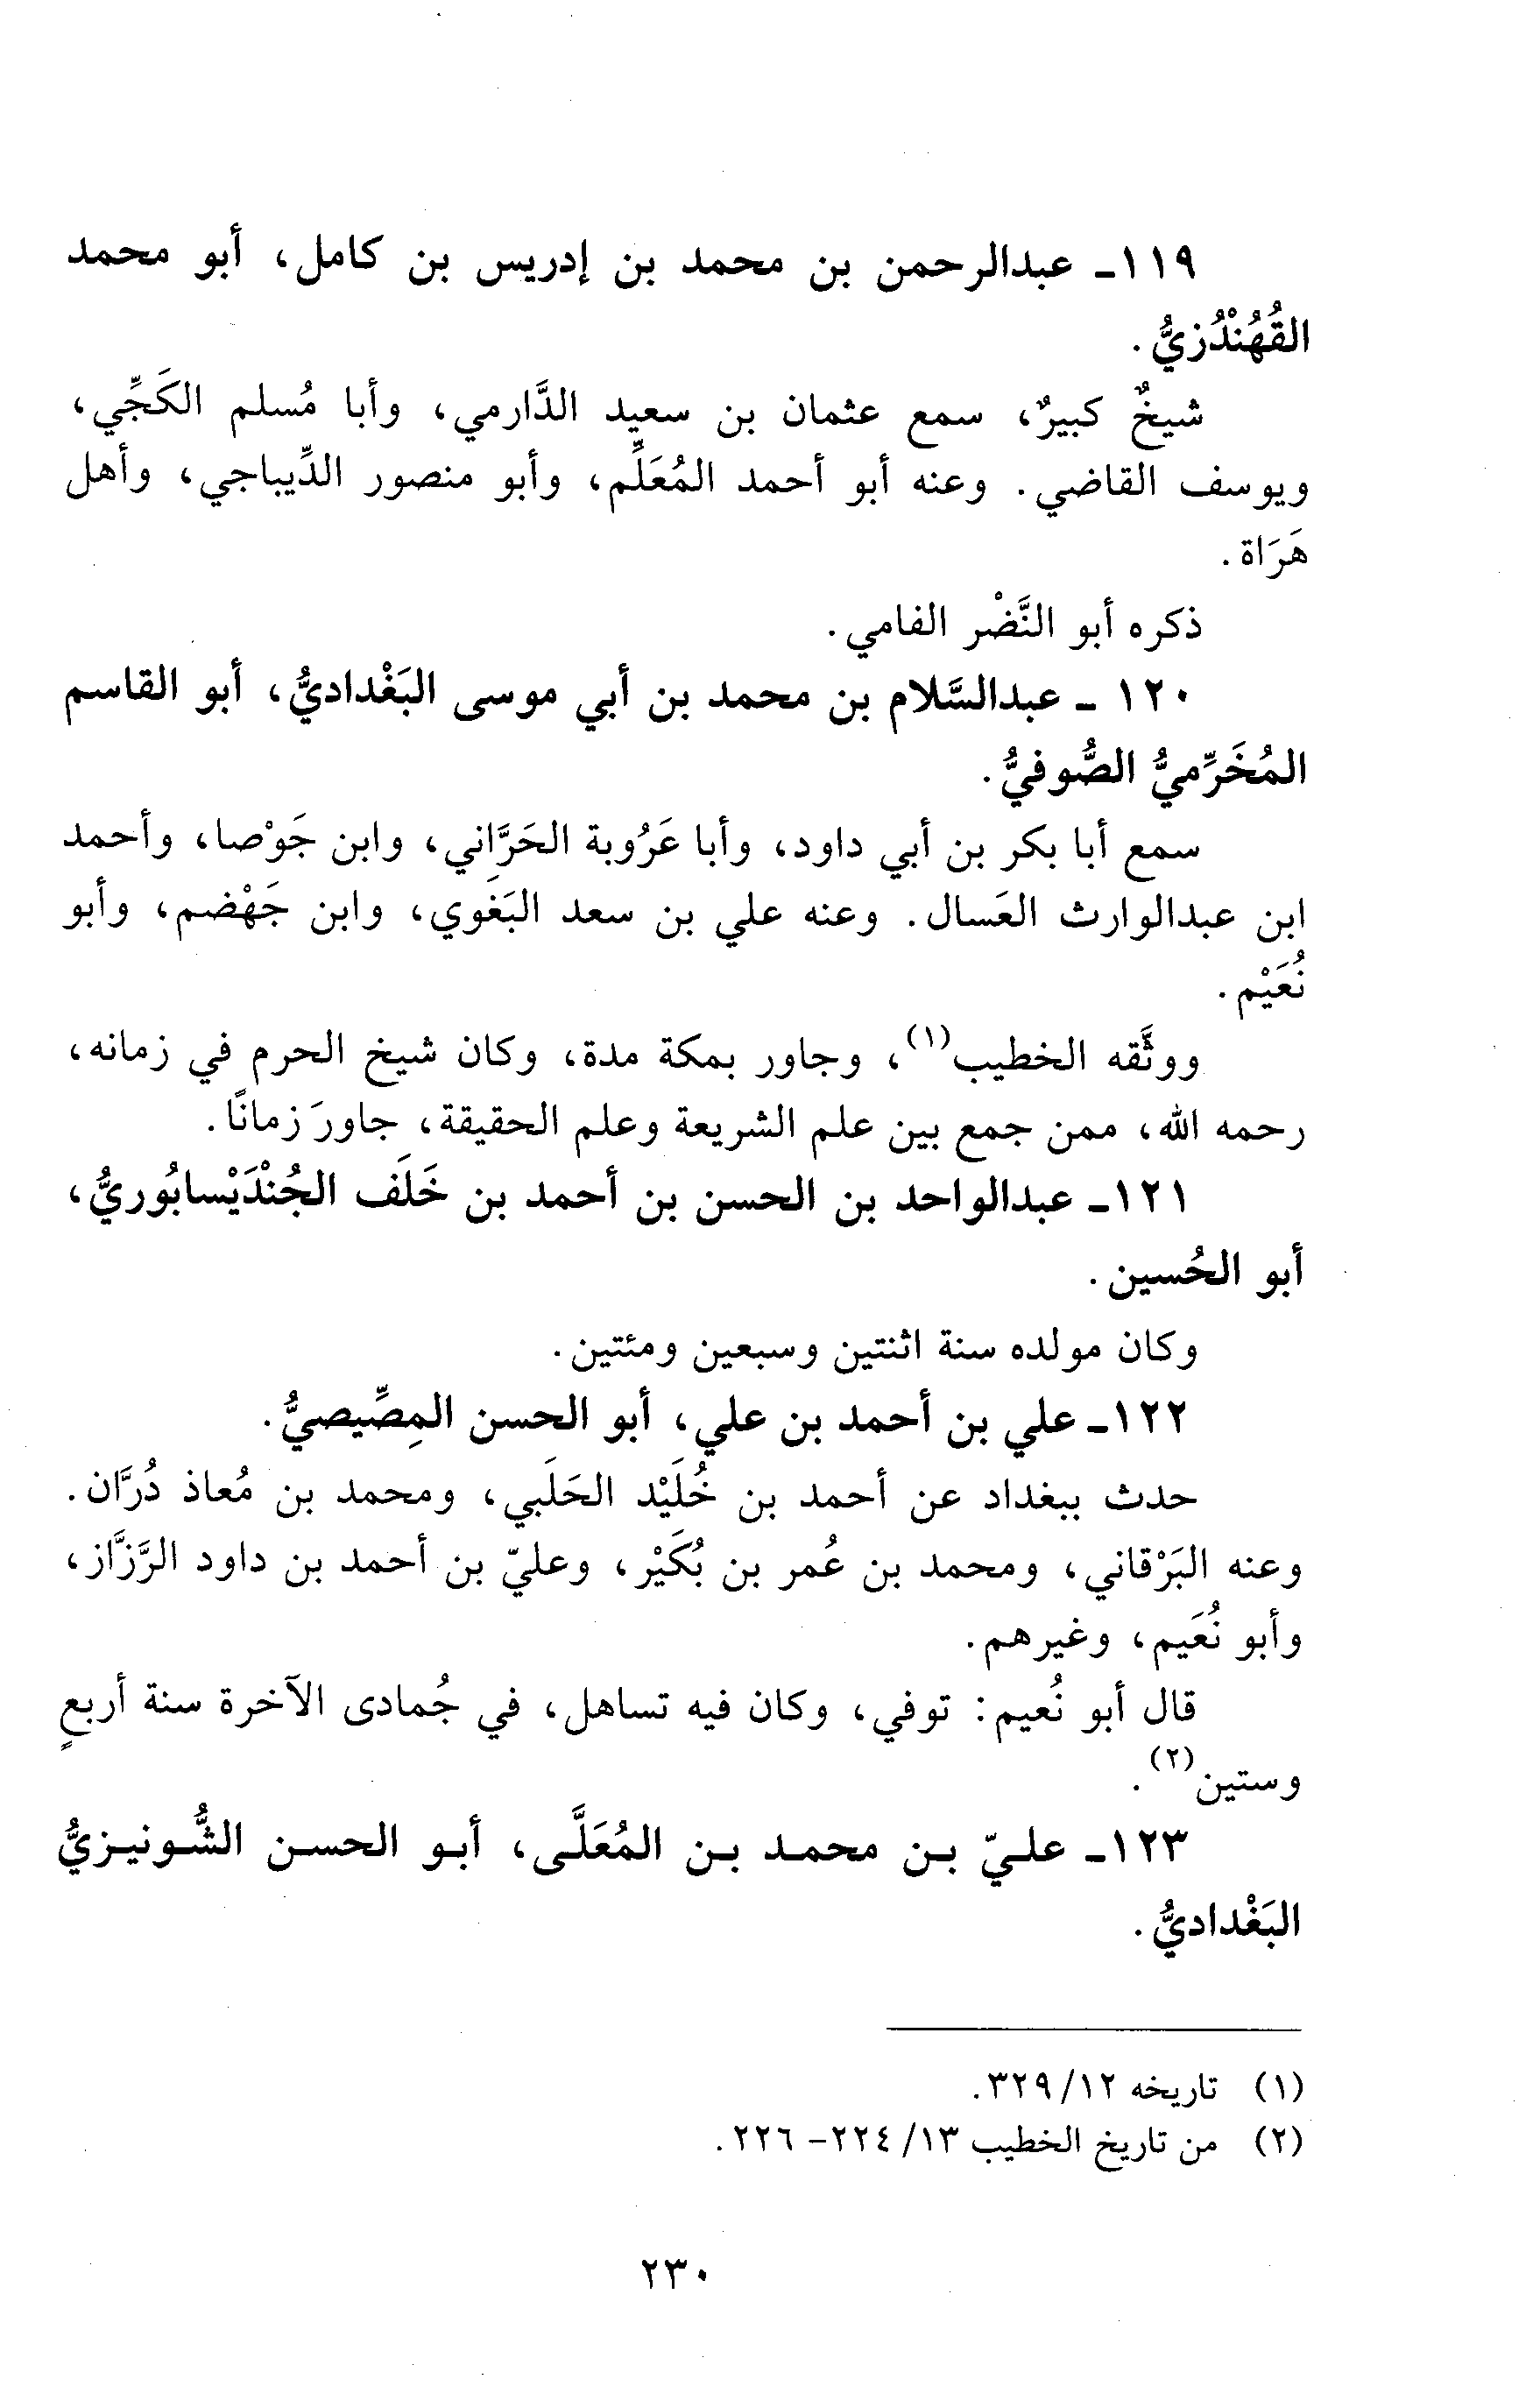 ١١٩ـ عبدالرحمن بن محمد بن إدريس بن كامل، أبو محمد
القُهُنْدُزيُّ.
شيخٌ كبيرٌ، سمع عثمان بن سعيد الدَّارمي، وأبا مُسلم الكَجِّي،
ويوسف القاضي. وعنه أبو أحمد المُعَلِّم، وأبو منصور الدِّيباجي، وأهل
هَرَاة.
ذكره أبو النَّضْر الفامي.
١٢٠ ـ عبدالسَّلام بن محمد بن أبي موسى البَغْداديُّ، أبو القاسم
المُخَرِّميُّ الصُّوفيُّ.
سمع أبا بكر بن أبي داود، وأبا عَرُوبة الحَرَّاني، وابن جَوْصا، وأحمد
ابن عبدالوارث العَسال. وعنه علي بن سعد البَغَوي، وابن جَهْضم، وأبو
نُعَيْم.
ووثَّقه الخطيب(١)، وجاور بمكة مدة، وكان شيخ الحرم في زمانه،
رحمه الله، ممن جمع بين علم الشريعة وعلم الحقيقة، جاورَ زمانًا.
١٢١ـ عبدالواحد بن الحسن بن أحمد بن خَلَف الجُنْدَيْسابُوريُّ،
أبو الحُسين.
وكان مولده سنة اثنتين وسبعين ومئتين.
١٢٢ـ علي بن أحمد بن علي، أبو الحسن المِصِّيصيُّ.
حدث ببغداد عن أحمد بن خُلَيْد الحَلَبي، ومحمد بن مُعاذ دُرَّان.
وعنه البَرْقاني، ومحمد بن عُمر بن بُكَيْر، وعليّ بن أحمد بن داود الرَّزَّاز،
وأبو نُعَيم، وغيرهم.
قال أبو نُعيم: توفي، وكان فيه تساهل، في جُمادى الآخرة سنة أربعٍ
وستين(٢).
١٢٣ـ عليّ بن محمد بن المُعَلَّى، أبو الحسن الشُّونيزيُّ
البَغْداديُّ.
(١) تاريخه ١٢/ ٣٢٩.
(٢) من تاريخ الخطيب ١٣/ ٢٢٤- ٢٢٦.
٢٣٠